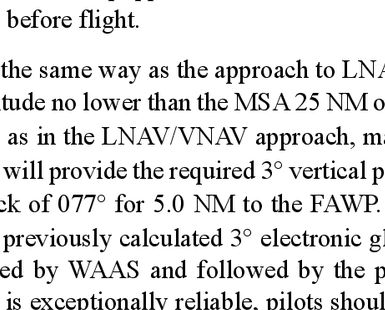 before flight.
the same way as the approach to LNA
itude no lower than the MSA 25 NM o
as in the LNAV/VNAV approach, ma
will provide the required 3° vertical p
ck of 077° for 5.0 NM to the FAWP.
previously calculated 3° electronic gl
ed by WAAS and followed by the p
is exceptionally reliable, pilots shoul